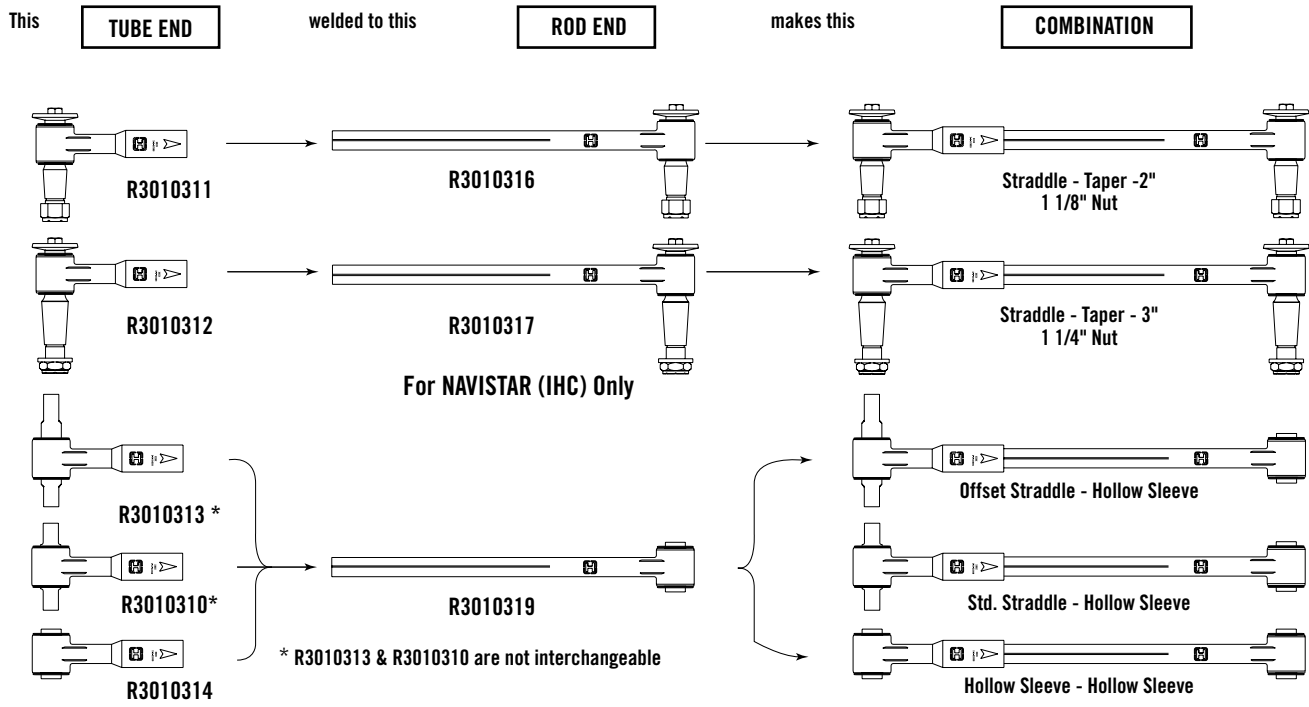 This TUBE END welded to this ROD END makes this COMBINATION
R3010311
R3010316
Straddle - Taper -2"
1 1/8" Nut
R3010312
R3010317
Straddle - Taper - 3"
1 1/4" Nut
For NAVISTAR (IHC) Only
R3010313 *
Offset Straddle - Hollow Sleeve
R3010310*
R3010319
Std. Straddle - Hollow Sleeve
* R3010313 & R3010310 are not interchangeable
R3010314
Hollow Sleeve - Hollow Sleeve